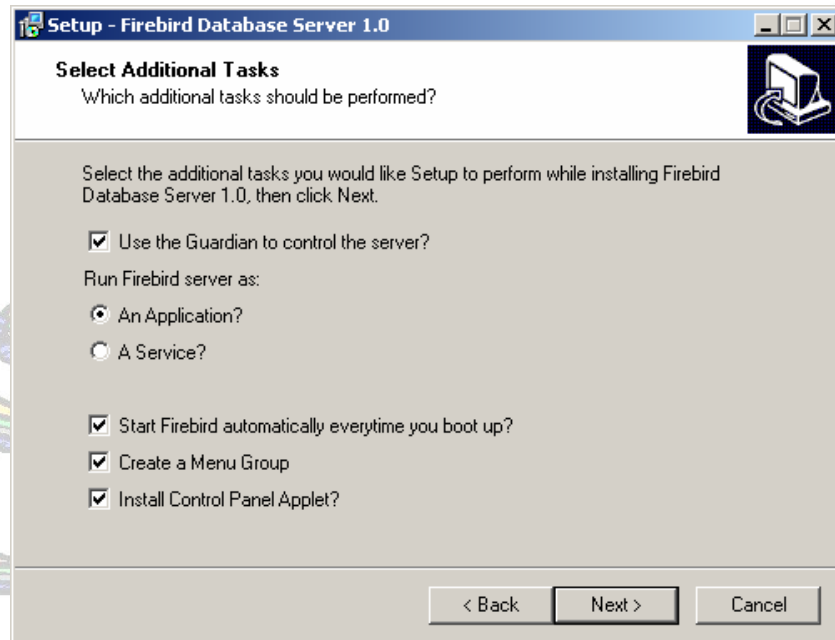 Setup - Firebird Database Server 1.0
Select Additional Tasks
Which additional tasks should be performed?
Select the additional tasks you would like Setup to perform while installing Firebird
Database Server 1.0, then click Next.
Use the Guardian to control the server?
Run Firebird server as:
An Application?
A Service?
Start Firebird automatically everytime you boot up?
Create a Menu Group
Install Control Panel Applet?
< Back Next > Cancel